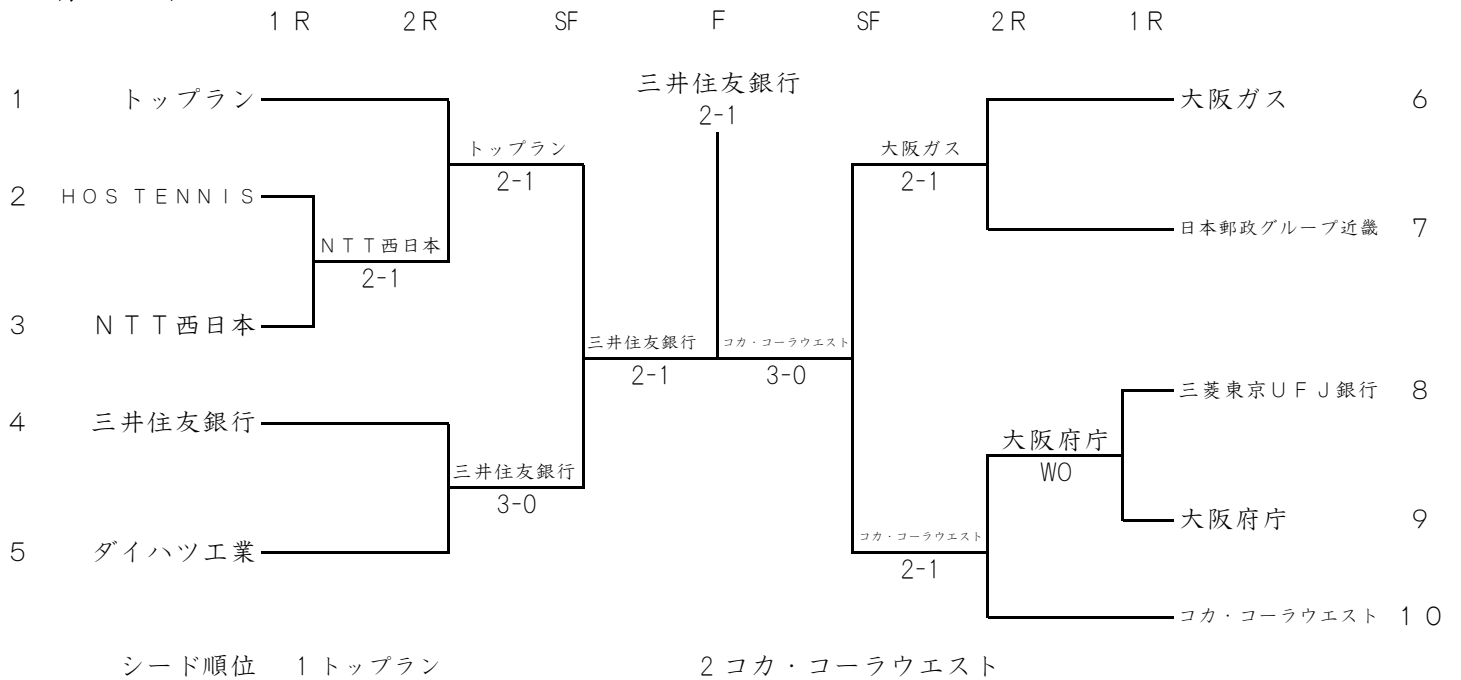 1 R 2R SF F SF 2R 1R
三井住友銀行
1 トップラン 大阪ガス 6
2-1
トップラン 大阪ガス
2-1 2-1
2 HOS TENNIS
日本郵政グループ近畿 7
NTT西日本
2-1
3 NTT西日本
三井住友銀行 コカ・コーラウエスト
2-1 3-0
三菱東京UFJ銀行 8
4 三井住友銀行
大阪府庁
三井住友銀行 WO
3-0
大阪府庁 9
コカ・コーラウエスト
5 ダイハツ工業
2-1
コカ・コーラウエスト 10
シード順位 1 トップラン 2 コカ・コーラウエスト